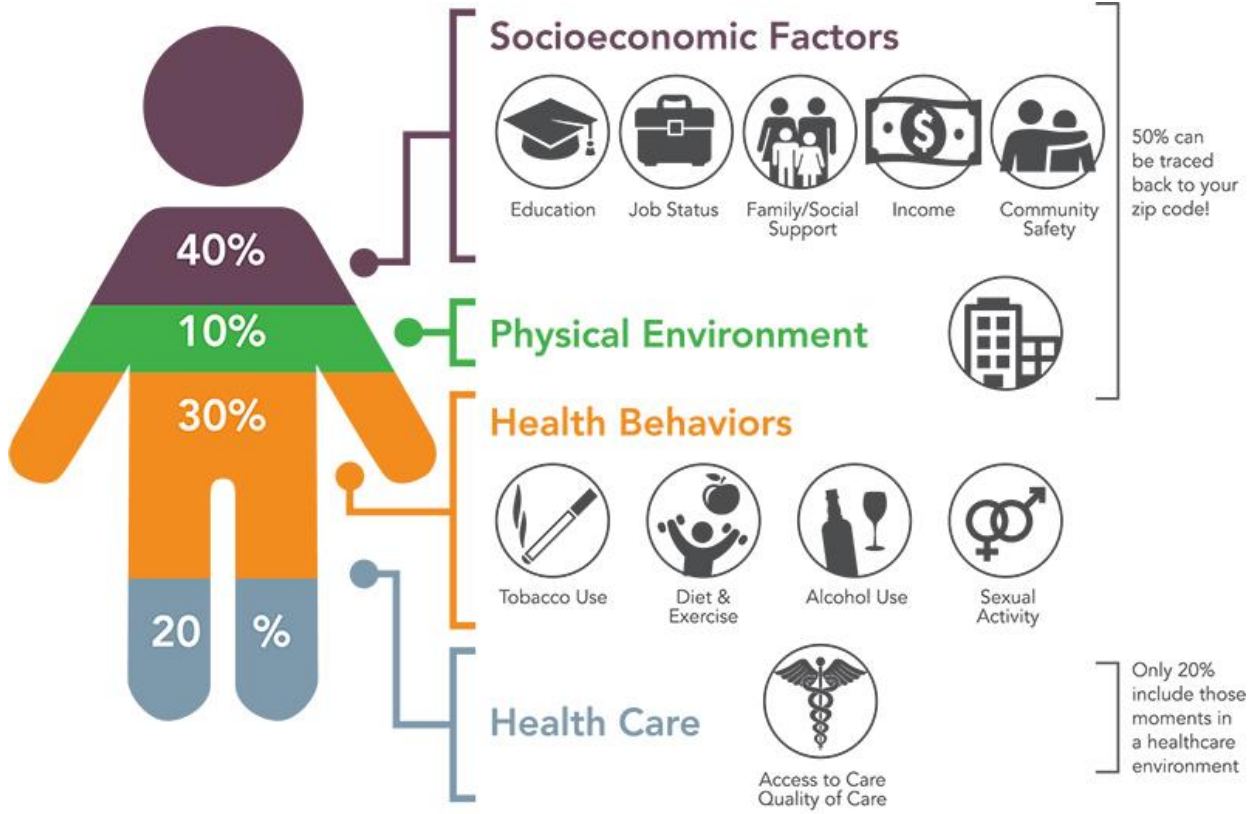 Socioeconomic Factors
Education
Job Status
Family/Social
Support
Income
Community
Safety
50% can
be traced
back to your
zip code!
40%
10%
Physical Environment
30%
Health Behaviors
Tobacco Use
Diet &
Exercise
Alcohol Use
Sexual
Activity
20 %
Health Care
Access to Care
Quality of Care
Only 20%
include those
moments in
a healthcare
environment